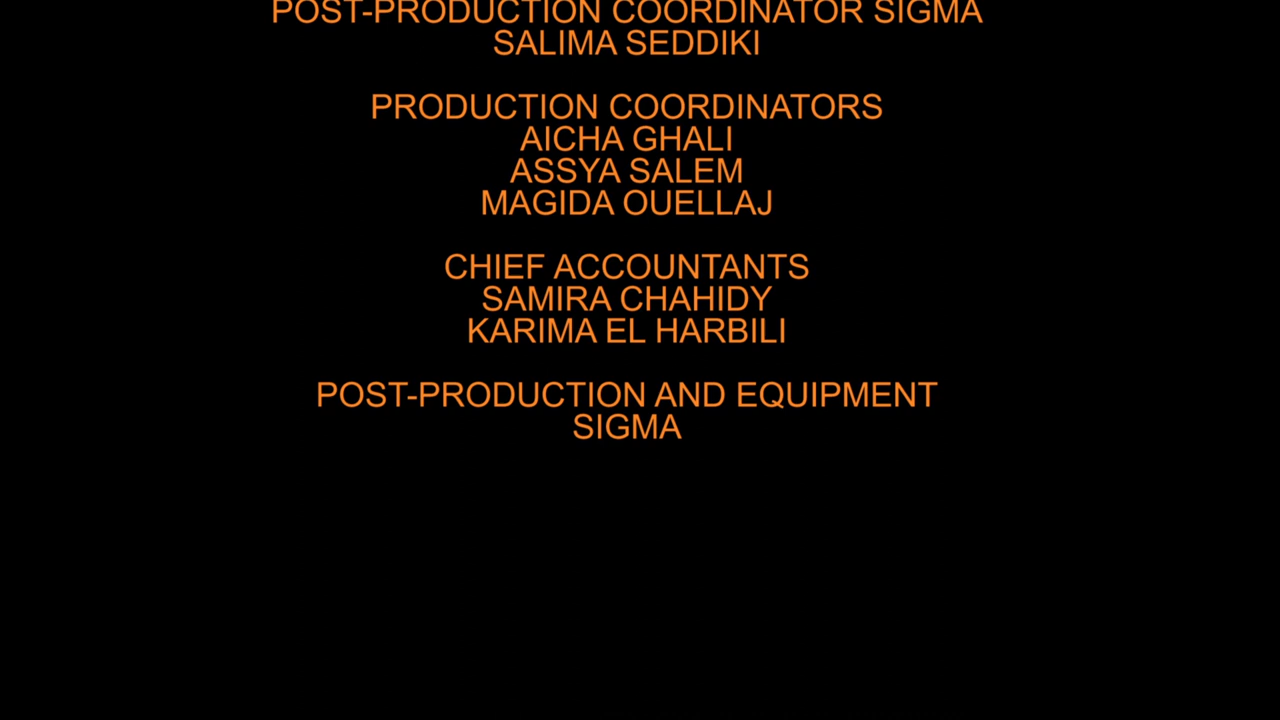 POST-PRODUCTION COORDINATOR SIGMA
SALIMA SEDDIKI
PRODUCTION COORDINATORS
AICHA GHALI
ASSYA SALEM
MAGIDA OUELLAJ
CHIEF ACCOUNTANTS
SAMIRA CHAHIDY
KARIMA EL HARBILI
POST-PRODUCTION AND EQUIPMENT
SIGMA